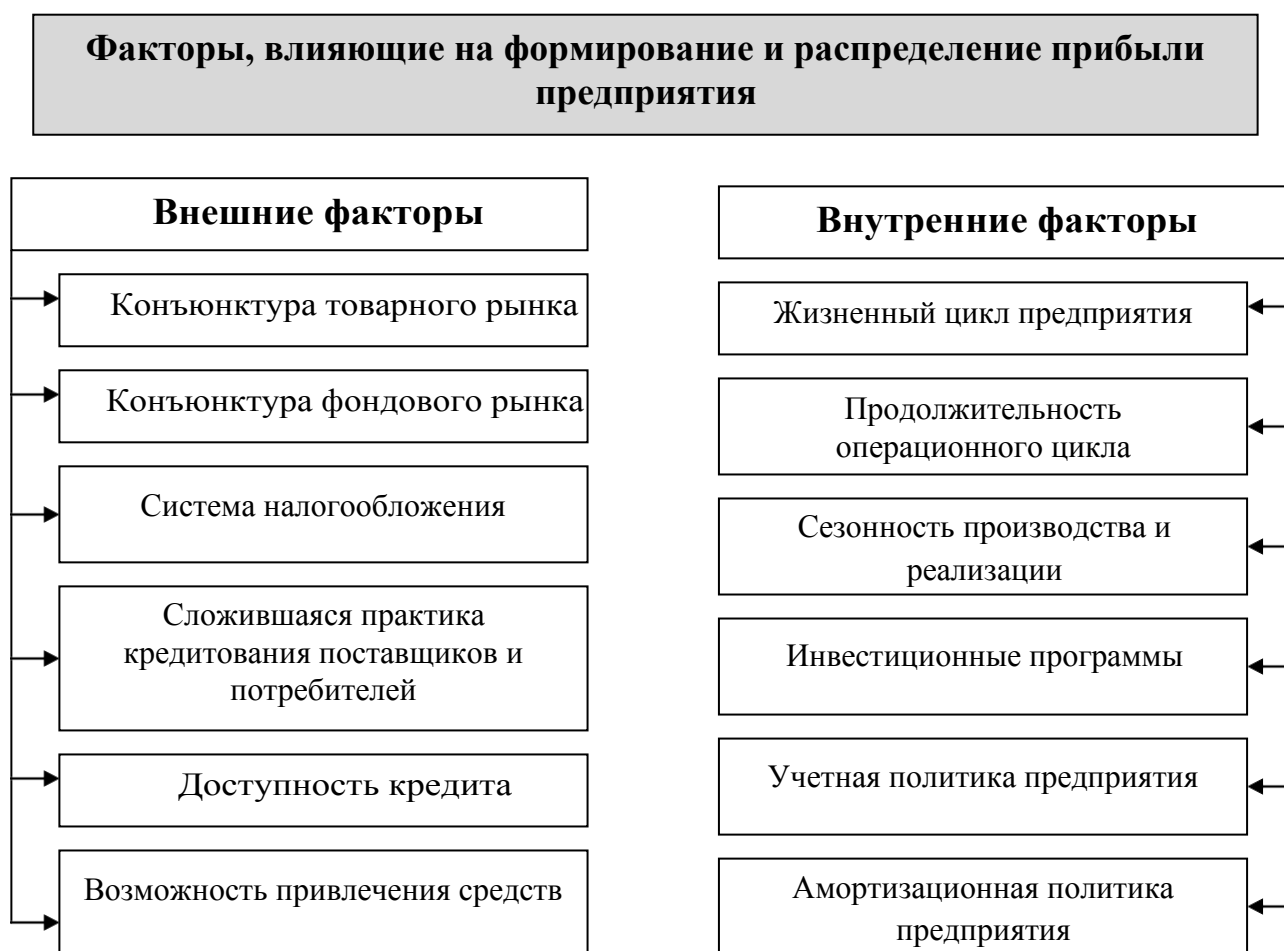 Факторы, влияющие на формирование и распределение прибыли
предприятия
Внешние факторы
Конъюнктура товарного рынка
Конъюнктура фондового рынка
Система налогообложения
Сложившаяся практика
кредитования поставщиков и
потребителей
Доступность кредита
Возможность привлечения средств
Внутренние факторы
Жизненный цикл предприятия
Продолжительность
операционного цикла
Сезонность производства и
реализации
Инвестиционные программы
Учетная политика предприятия
Амортизационная политика
предприятия